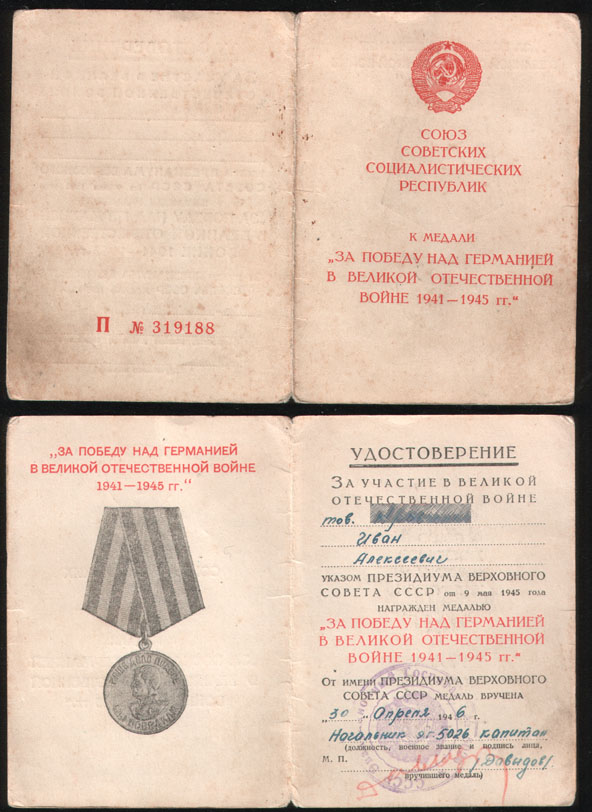 СОЮЗ
СОВЕТСКИХ
СОЦИАЛИСТИЧЕСКИХ
РЕСПУБЛИК
К МЕДАЛИ
„ЗА ПОБЕДУ НАД ГЕРМАНИЕЙ
В ВЕЛИКОЙ ОТЕЧЕСТВЕННОЙ
ВОЙНЕ 1941—1945 гг.“
П № 319188
„ЗА ПОБЕДУ НАД ГЕРМАНИЕЙ
В ВЕЛИКОЙ ОТЕЧЕСТВЕННОЙ ВОЙНЕ
1941—1945 гг.“
УДОСТОВЕРЕНИЕ
ЗА УЧАСТИЕ В ВЕЛИКОЙ
ОТЕЧЕСТВЕННОЙ ВОЙНЕ
тов.
Иван
Алексеевич
УКАЗОМ ПРЕЗИДИУМА ВЕРХОВНОГО
СОВЕТА СССР от 9 мая 1945 года
НАГРАЖДЕН МЕДАЛЬЮ
„ЗА ПОБЕДУ НАД ГЕРМАНИЕЙ
В ВЕЛИКОЙ ОТЕЧЕСТВЕННОЙ
ВОЙНЕ 1941—1945 гг.“
ОТ ИМЕНИ ПРЕЗИДИУМА ВЕРХОВНОГО
СОВЕТА СССР МЕДАЛЬ ВРУЧЕНА
„30“ Апреля 1946 г.
Начальник 5026 капитан
(должность, военное звание и подпись лица,
М. П. /Давидов/
вручившего медаль)